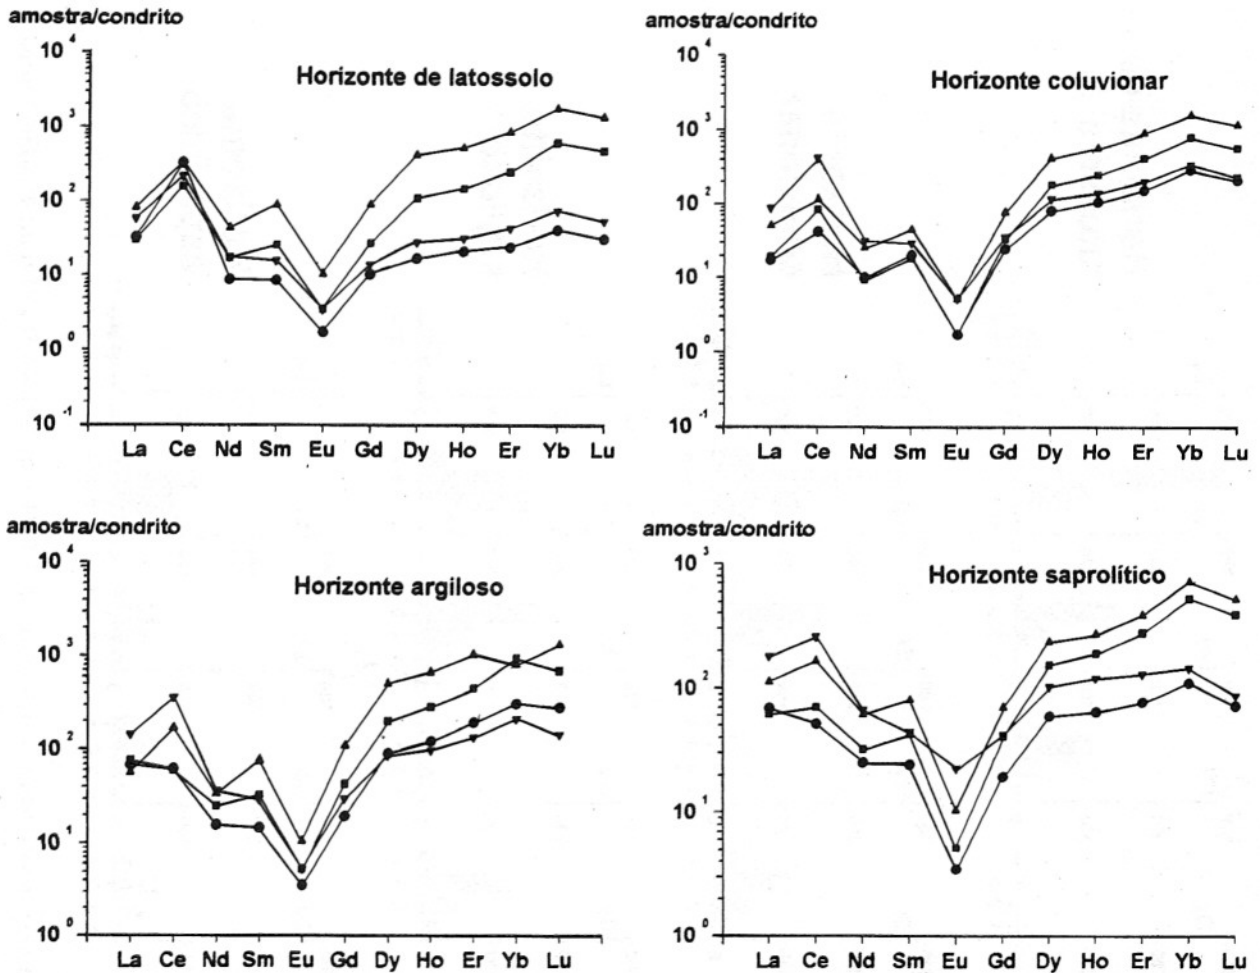 amostra/condrito
Horizonte de latossolo
10^4
10^3
10^2
10^1
10^0
10^-1
La Ce Nd Sm Eu Gd Dy Ho Er Yb Lu
amostra/condrito
Horizonte coluvionar
10^4
10^3
10^2
10^1
10^0
10^-1
La Ce Nd Sm Eu Gd Dy Ho Er Yb Lu
amostra/condrito
Horizonte argiloso
10^4
10^3
10^2
10^1
10^0
La Ce Nd Sm Eu Gd Dy Ho Er Yb Lu
amostra/condrito
Horizonte saprolítico
10^3
10^2
10^1
10^0
La Ce Nd Sm Eu Gd Dy Ho Er Yb Lu